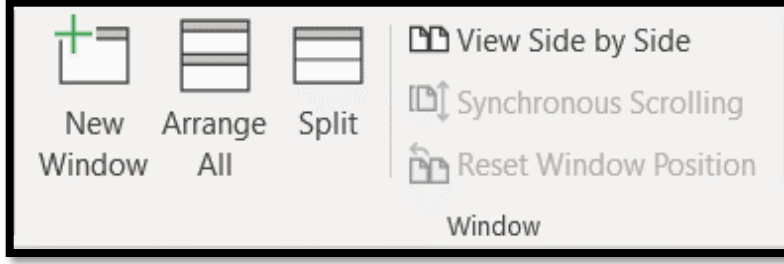 New
Window
Arrange
All
Split
View Side by Side
Synchronous Scrolling
Reset Window Position
Window